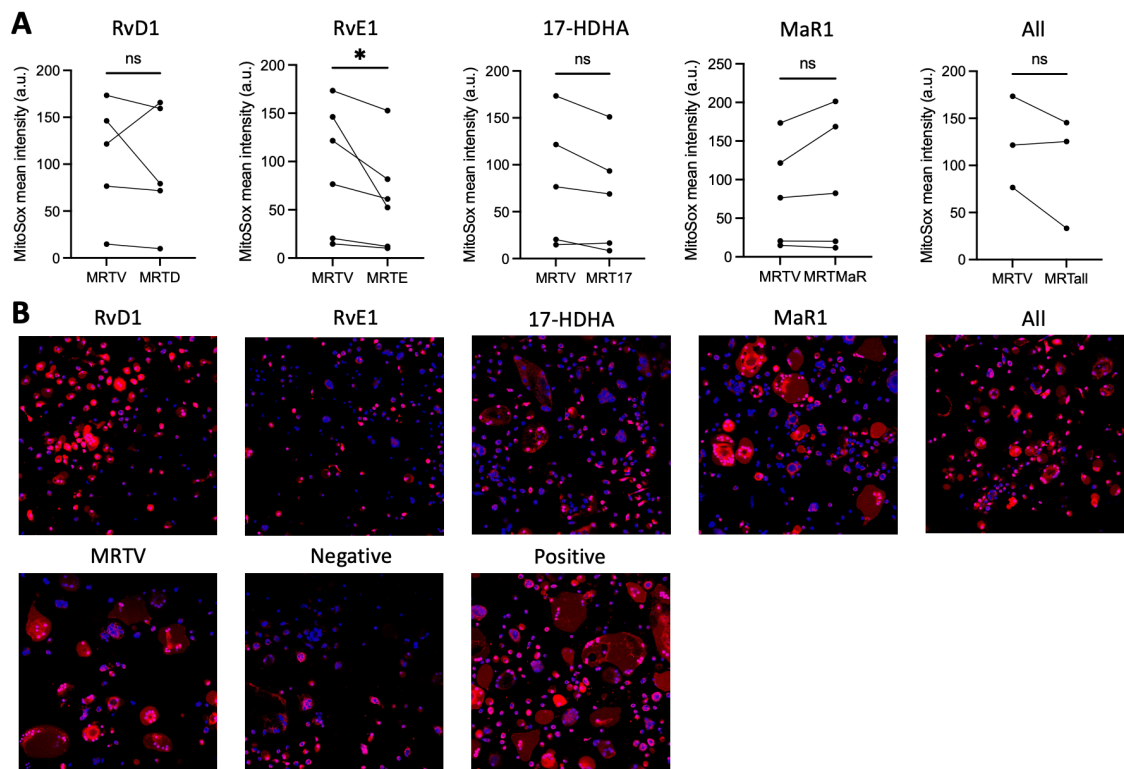 A
RvD1
RvE1
17-HDHA
MaR1
All
MitoSox mean intensity (a.u.)
200
150
100
50
0
ns
MRTV MRTD
MitoSox mean intensity (a.u.)
200
150
100
50
0
*
MRTV MRTE
MitoSox mean intensity (a.u.)
200
150
100
50
0
ns
MRTV MRT17
MitoSox mean intensity (a.u.)
250
200
150
100
50
0
ns
MRTV MRTMaR
MitoSox mean intensity (a.u.)
200
150
100
50
0
ns
MRTV MRTall
B
RvD1
RvE1
17-HDHA
MaR1
All
MRTV
Negative
Positive